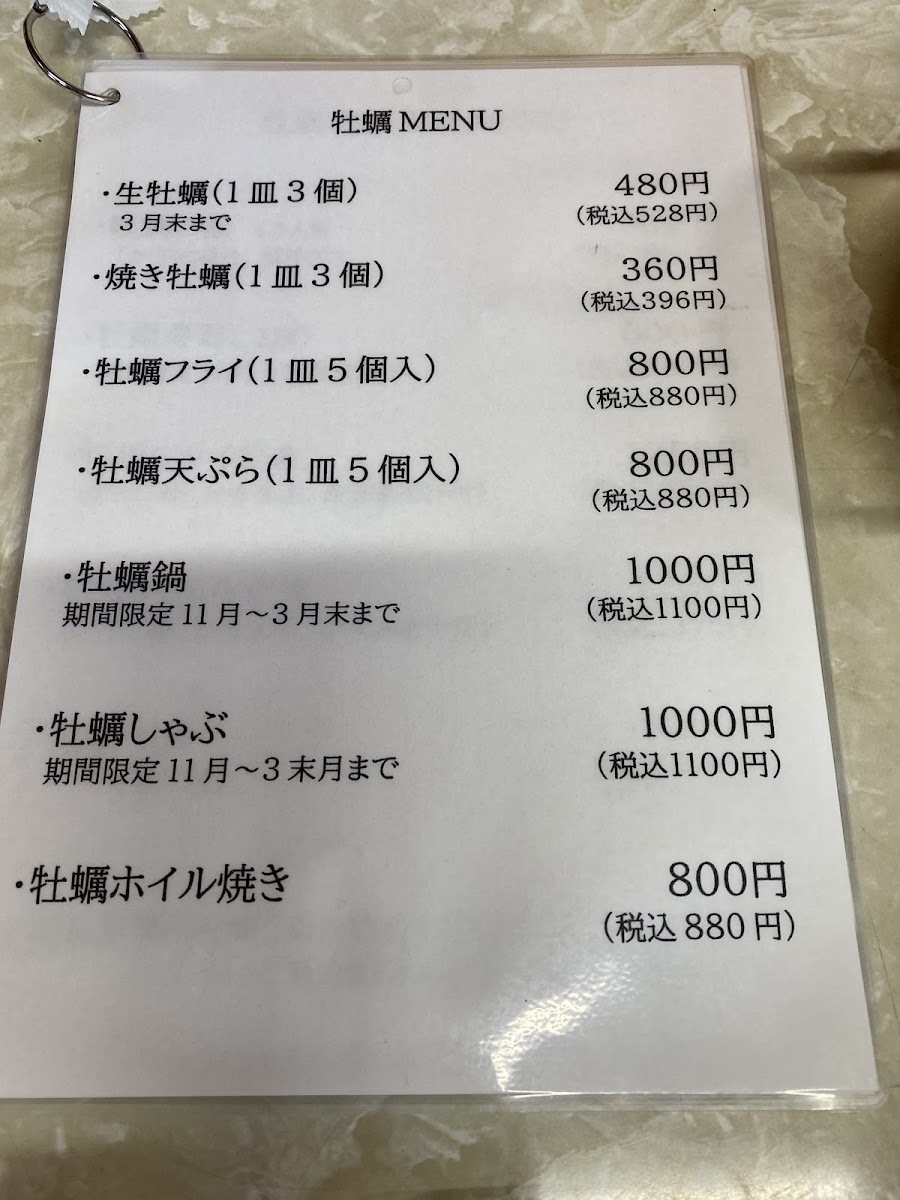 牡蠣 MENU
・生牡蠣(1皿3個) 480円
3月末まで (税込528円)
・焼き牡蠣(1皿3個) 360円
(税込396円)
・牡蠣フライ(1皿5個入) 800円
(税込880円)
・牡蠣天ぷら(1皿5個入) 800円
(税込880円)
・牡蠣鍋 1000円
期間限定 11月～3月末まで (税込1100円)
・牡蠣しゃぶ 1000円
期間限定 11月～3末月まで (税込1100円)
・牡蠣ホイル焼き 800円
(税込 880 円)